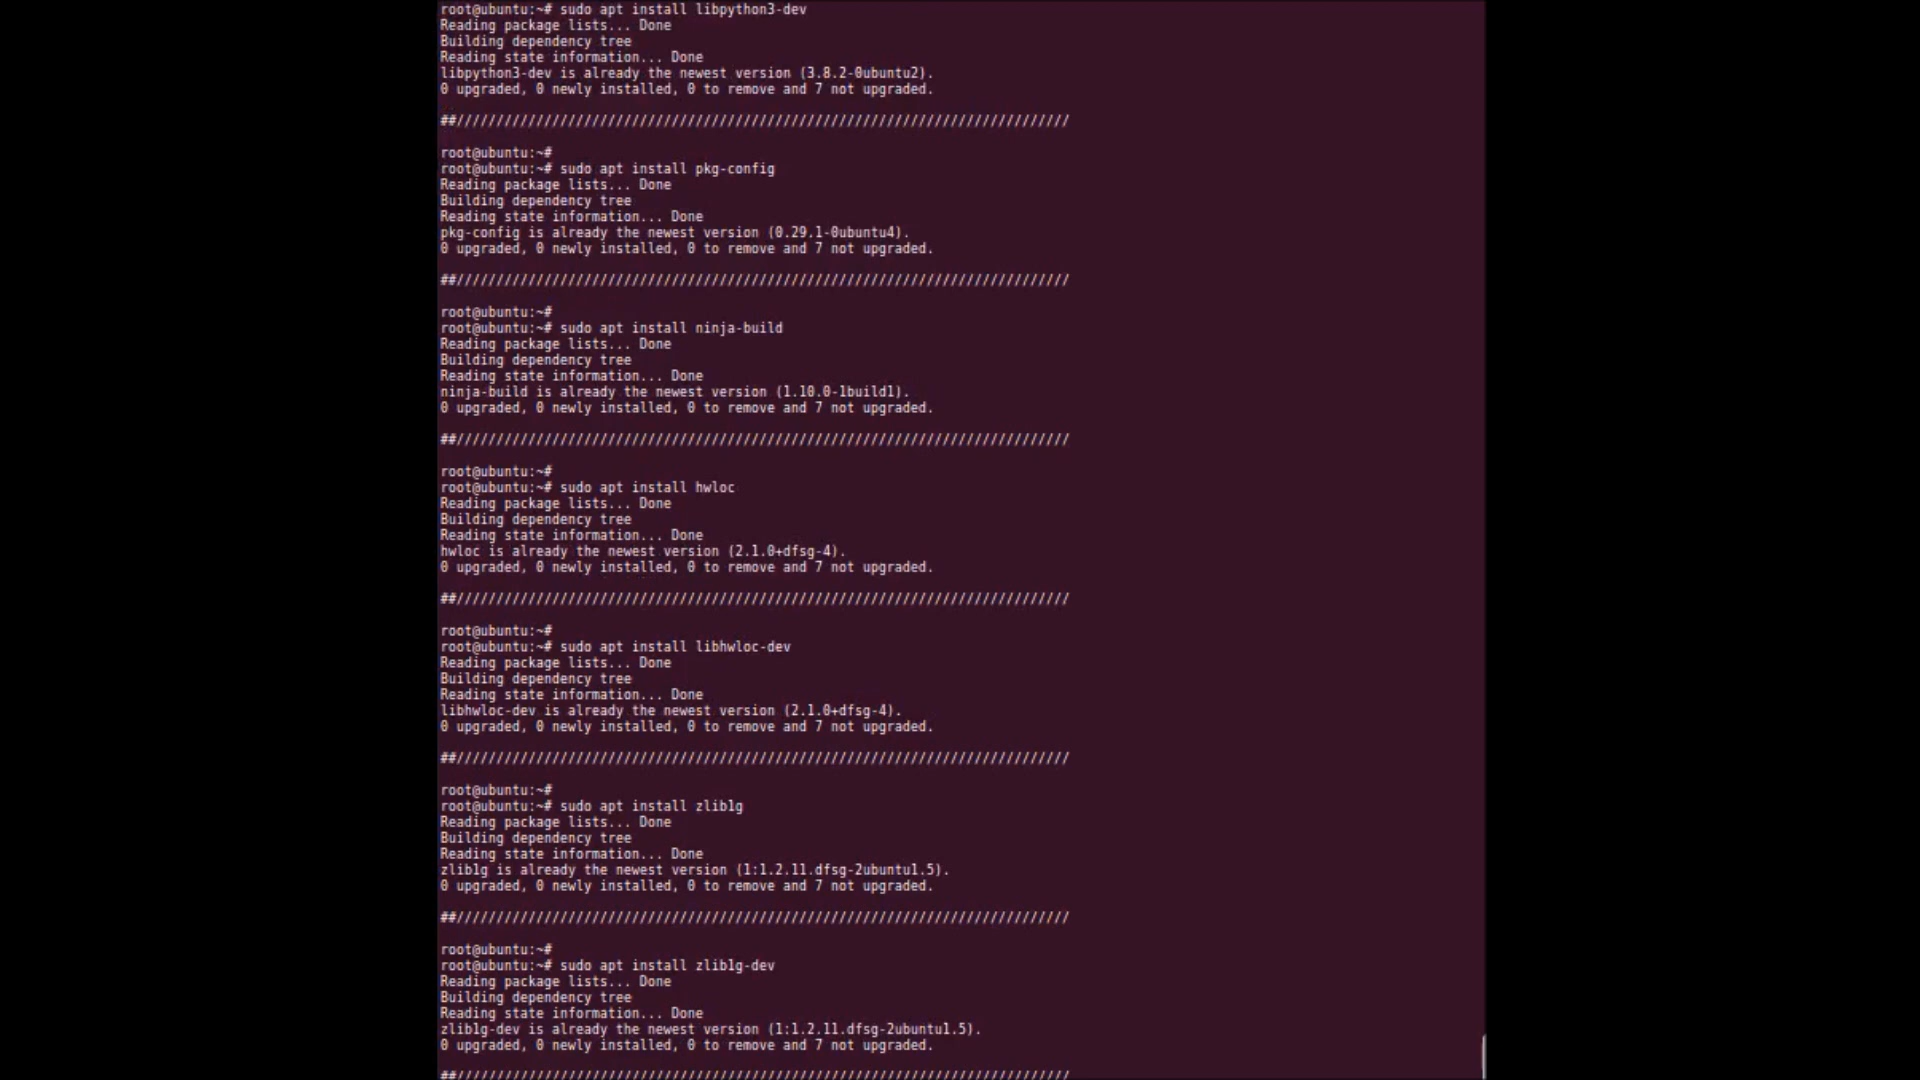 root@ubuntu:~# sudo apt install libpython3-dev
Reading package lists... Done
Building dependency tree
Reading state information... Done
libpython3-dev is already the newest version (3.8.2-0ubuntu2).
0 upgraded, 0 newly installed, 0 to remove and 7 not upgraded.
##/////////////////////////////////////////////////////////////////////////////
root@ubuntu:~#
root@ubuntu:~# sudo apt install pkg-config
Reading package lists... Done
Building dependency tree
Reading state information... Done
pkg-config is already the newest version (0.29.1-0ubuntu4).
0 upgraded, 0 newly installed, 0 to remove and 7 not upgraded.
##/////////////////////////////////////////////////////////////////////////////
root@ubuntu:~#
root@ubuntu:~# sudo apt install ninja-build
Reading package lists... Done
Building dependency tree
Reading state information... Done
ninja-build is already the newest version (1.10.0-1build1).
0 upgraded, 0 newly installed, 0 to remove and 7 not upgraded.
##/////////////////////////////////////////////////////////////////////////////
root@ubuntu:~#
root@ubuntu:~# sudo apt install hwloc
Reading package lists... Done
Building dependency tree
Reading state information... Done
hwloc is already the newest version (2.1.0+dfsg-4).
0 upgraded, 0 newly installed, 0 to remove and 7 not upgraded.
##/////////////////////////////////////////////////////////////////////////////
root@ubuntu:~#
root@ubuntu:~# sudo apt install libhwloc-dev
Reading package lists... Done
Building dependency tree
Reading state information... Done
libhwloc-dev is already the newest version (2.1.0+dfsg-4).
0 upgraded, 0 newly installed, 0 to remove and 7 not upgraded.
##/////////////////////////////////////////////////////////////////////////////
root@ubuntu:~#
root@ubuntu:~# sudo apt install zlib1g
Reading package lists... Done
Building dependency tree
Reading state information... Done
zlib1g is already the newest version (1:1.2.11.dfsg-2ubuntu1.5).
0 upgraded, 0 newly installed, 0 to remove and 7 not upgraded.
##/////////////////////////////////////////////////////////////////////////////
root@ubuntu:~#
root@ubuntu:~# sudo apt install zlib1g-dev
Reading package lists... Done
Building dependency tree
Reading state information... Done
zlib1g-dev is already the newest version (1:1.2.11.dfsg-2ubuntu1.5).
0 upgraded, 0 newly installed, 0 to remove and 7 not upgraded.
##/////////////////////////////////////////////////////////////////////////////